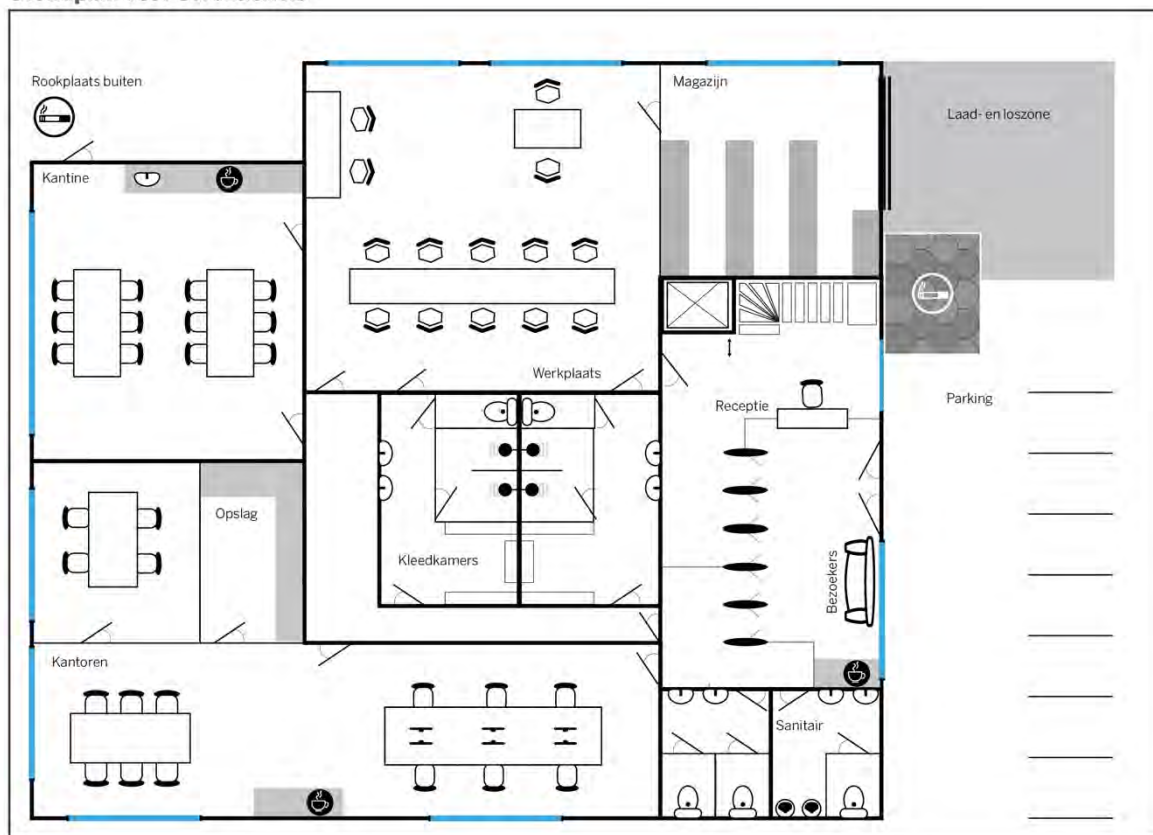 Rookplaats buiten
Magazijn
Laad- en loszone
Kantine
Werkplaats
Receptie
Parking
Opslag
Kleedkamers
Bezoekers
Kantoren
Sanitair